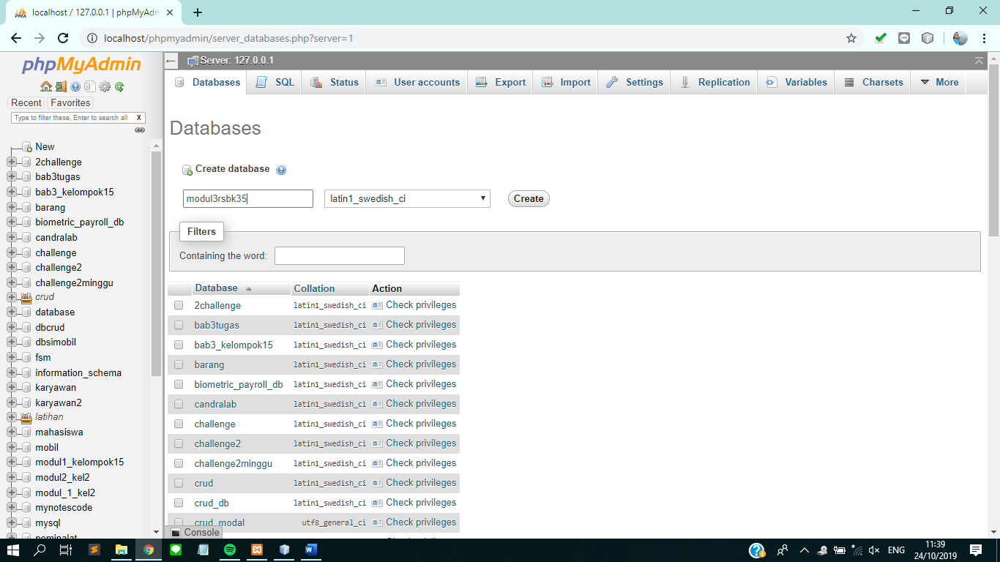 localhost / 127.0.0.1 | phpMyAdm
localhost/phpmyadmin/server_databases.php?server=1
phpMyAdmin
Recent Favorites
Type to filter these, Enter to search all X
New
2challenge
bab3tugas
bab3_kelompok15
barang
biometric_payroll_db
candralab
challenge
challenge2
challenge2minggu
crud
database
dbcrud
dbsimobil
fsm
information_schema
karyawan
karyawan2
latihan
mahasiswa
mobil
modul1_kelompok15
modul2_kel2
modul_1_kel2
mynotescode
mysql
Server: 127.0.0.1
Databases SQL Status User accounts Export Import Settings Replication Variables Charsets More
Databases
Create database
modul3rsbk35 latin1_swedish_ci Create
Filters
Containing the word:
Database Collation Action
2challenge latin1_swedish_ci Check privileges
bab3tugas latin1_swedish_ci Check privileges
bab3_kelompok15 latin1_swedish_ci Check privileges
barang latin1_swedish_ci Check privileges
biometric_payroll_db latin1_swedish_ci Check privileges
candralab latin1_swedish_ci Check privileges
challenge latin1_swedish_ci Check privileges
challenge2 latin1_swedish_ci Check privileges
challenge2minggu latin1_swedish_ci Check privileges
crud latin1_swedish_ci Check privileges
crud_db latin1_swedish_ci Check privileges
crud_modal utf8_general_ci Check privileges
Console
ENG
11:39
24/10/2019